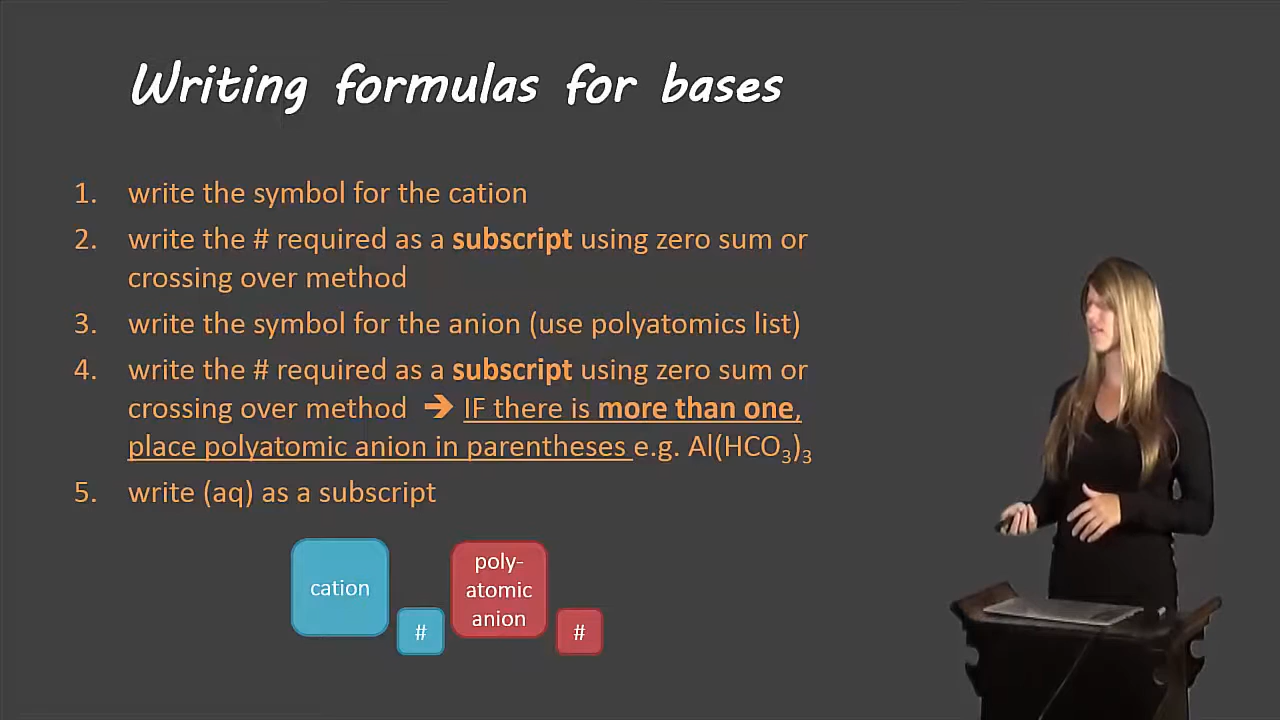 Writing formulas for bases
1. write the symbol for the cation
2. write the # required as a subscript using zero sum or
crossing over method
3. write the symbol for the anion (use polyatomics list)
4. write the # required as a subscript using zero sum or
crossing over method ➔ IF there is more than one,
place polyatomic anion in parentheses e.g. Al(HCO₃)₃
5. write (aq) as a subscript
cation
#
poly-
atomic
anion
#